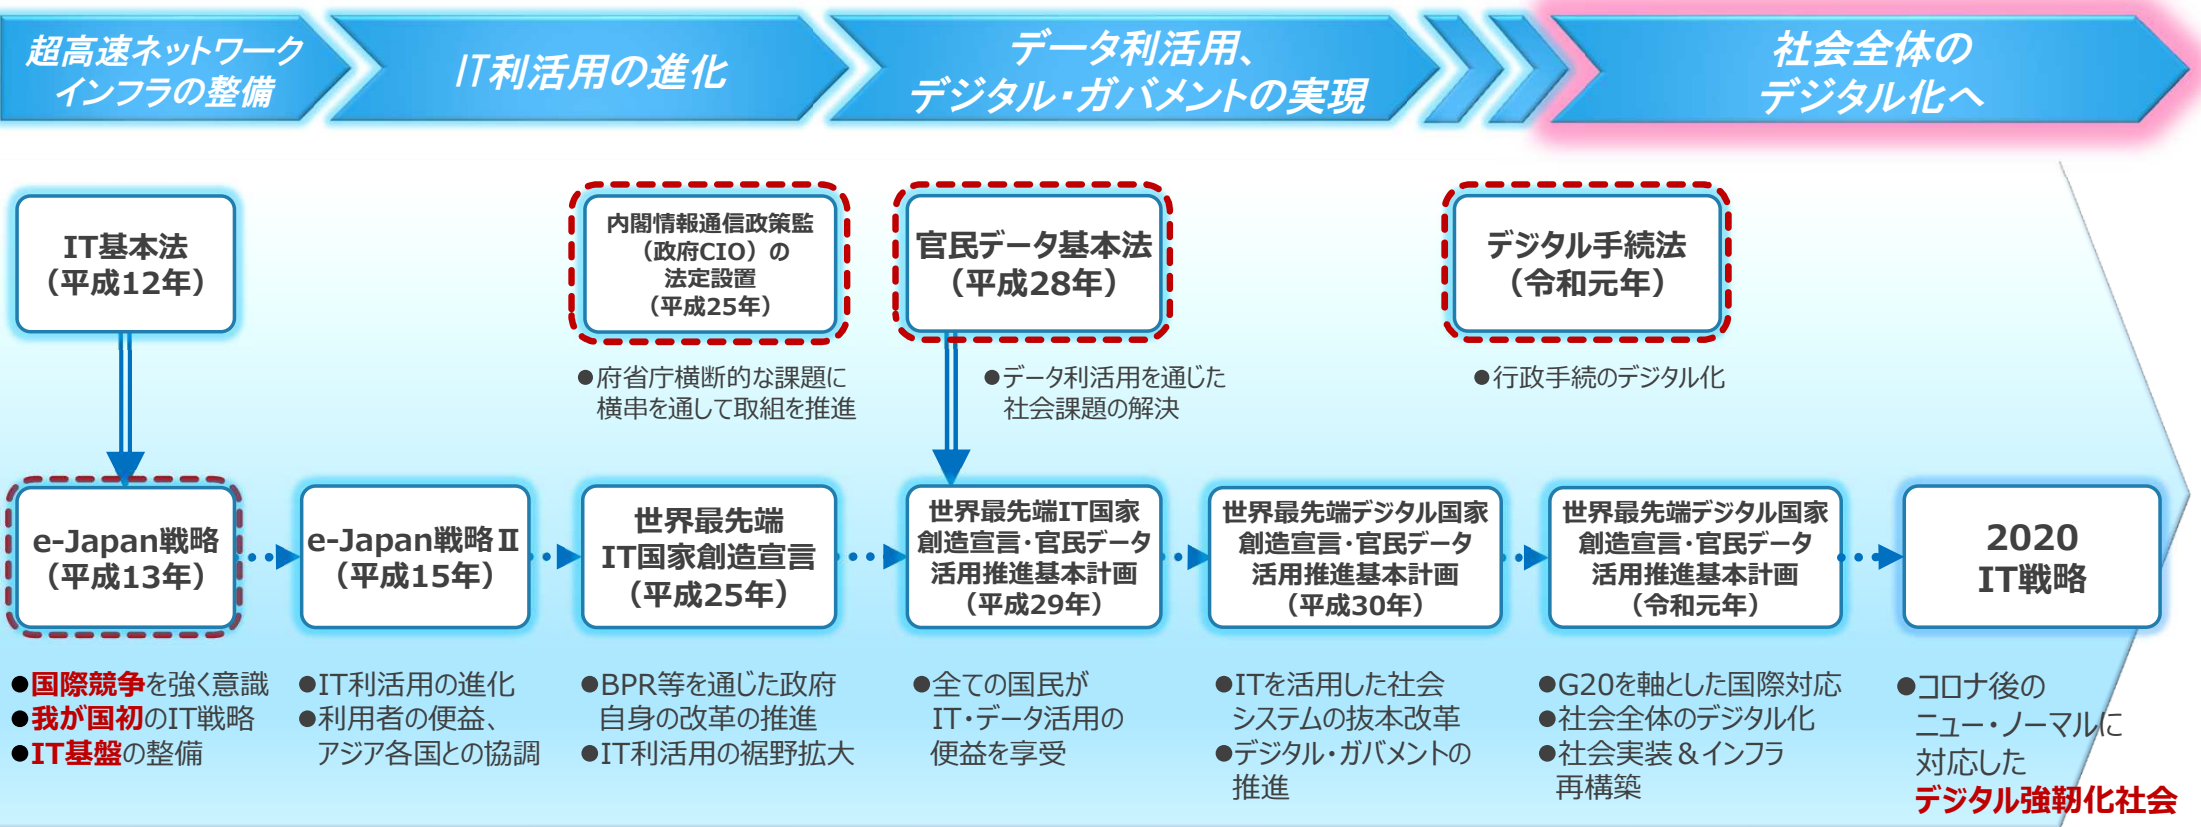 超高速ネットワーク
インフラの整備
IT利活用の進化
データ利活用、
デジタル・ガバメントの実現
社会全体の
デジタル化へ
IT基本法
（平成12年）
内閣情報通信政策監
（政府CIO）の
法定設置
（平成25年）
官民データ基本法
（平成28年）
デジタル手続法
（令和元年）
●府省庁横断的な課題に
横串を通して取組を推進
●データ利活用を通じた
社会課題の解決
●行政手続のデジタル化
e-Japan戦略
（平成13年）
e-Japan戦略Ⅱ
（平成15年）
世界最先端
IT国家創造宣言
（平成25年）
世界最先端IT国家
創造宣言・官民データ
活用推進基本計画
（平成29年）
世界最先端デジタル国家
創造宣言・官民データ
活用推進基本計画
（平成30年）
世界最先端デジタル国家
創造宣言・官民データ
活用推進基本計画
（令和元年）
2020
IT戦略
●国際競争を強く意識
●我が国初のIT戦略
●IT基盤の整備
●IT利活用の進化
●利用者の便益、
アジア各国との協調
●BPR等を通じた政府
自身の改革の推進
●IT利活用の裾野拡大
●全ての国民が
IT・データ活用の
便益を享受
●ITを活用した社会
システムの抜本改革
●デジタル・ガバメントの
推進
●G20を軸とした国際対応
●社会全体のデジタル化
●社会実装＆インフラ
再構築
●コロナ後の
ニュー・ノーマルに
対応した
デジタル強靭化社会